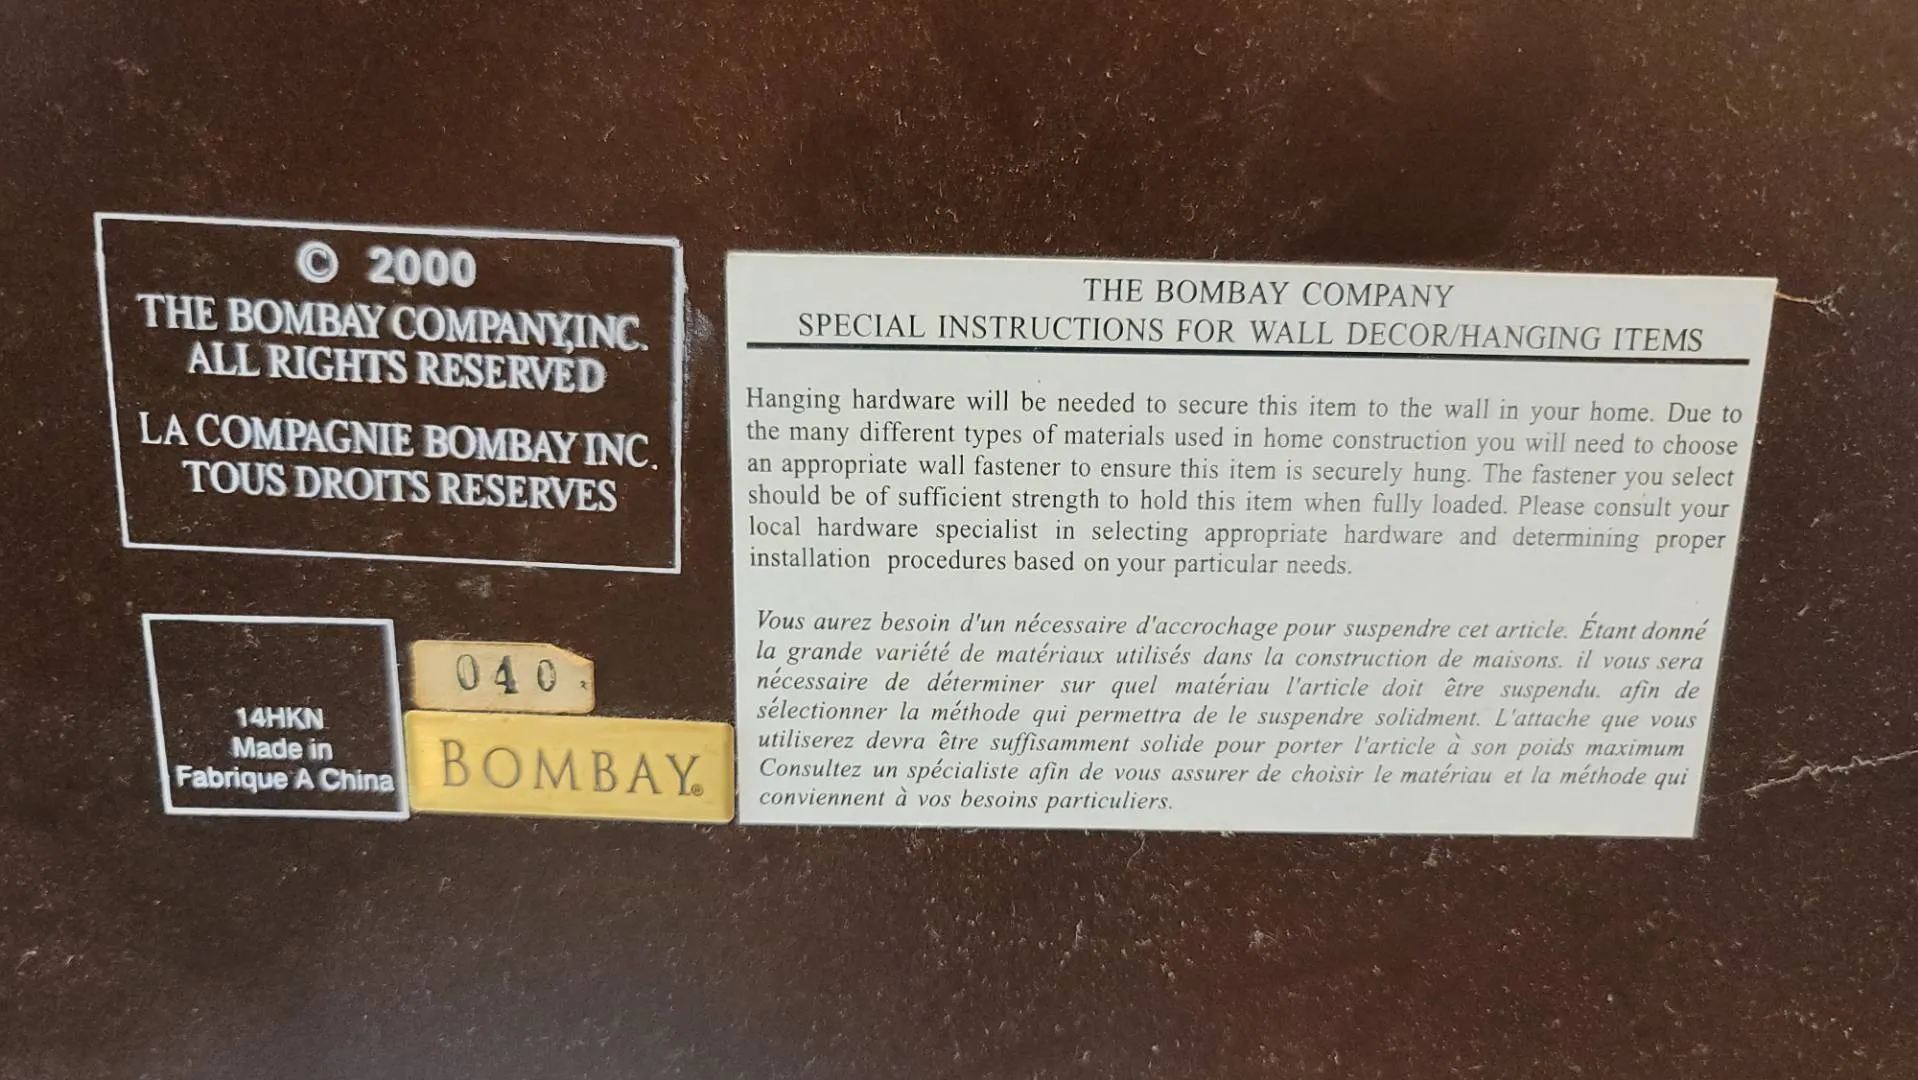 © 2000
THE BOMBAY COMPANY,INC.
ALL RIGHTS RESERVED
LA COMPAGNIE BOMBAY INC.
TOUS DROITS RESERVES
14HKN
Made in
Fabrique A China
040
BOMBAY®
THE BOMBAY COMPANY
SPECIAL INSTRUCTIONS FOR WALL DECOR/HANGING ITEMS
Hanging hardware will be needed to secure this item to the wall in your home. Due to
the many different types of materials used in home construction you will need to choose
an appropriate wall fastener to ensure this item is securely hung. The fastener you select
should be of sufficient strength to hold this item when fully loaded. Please consult your
local hardware specialist in selecting appropriate hardware and determining proper
installation procedures based on your particular needs.
Vous aurez besoin d'un nécessaire d'accrochage pour suspendre cet article. Étant donné
la grande variété de matériaux utilisés dans la construction de maisons. il vous sera
nécessaire de déterminer sur quel matériau l'article doit être suspendu. afin de
sélectionner la méthode qui permettra de le suspendre solidment. L'attache que vous
utiliserez devra être suffisamment solide pour porter l'article à son poids maximum
Consultez un spécialiste afin de vous assurer de choisir le matériau et la méthode qui
conviennent à vos besoins particuliers.